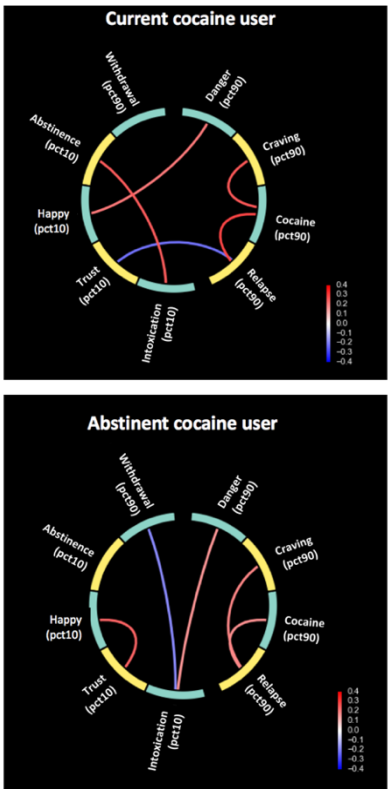 Current cocaine user
Withdrawal
(pct90)
Danger
(pct90)
Abstinence
(pct10)
Craving
(pct90)
Happy
(pct10)
Cocaine
(pct90)
Trust
(pct10)
Relapse
(pct90)
Intoxication
(pct10)
0.4
0.3
0.2
0.1
0.0
−0.1
−0.2
−0.3
−0.4
Abstinent cocaine user
Withdrawal
(pct90)
Danger
(pct90)
Abstinence
(pct10)
Craving
(pct90)
Happy
(pct10)
Cocaine
(pct90)
Trust
(pct10)
Relapse
(pct90)
Intoxication
(pct10)
0.4
0.3
0.2
0.1
0.0
−0.1
−0.2
−0.3
−0.4